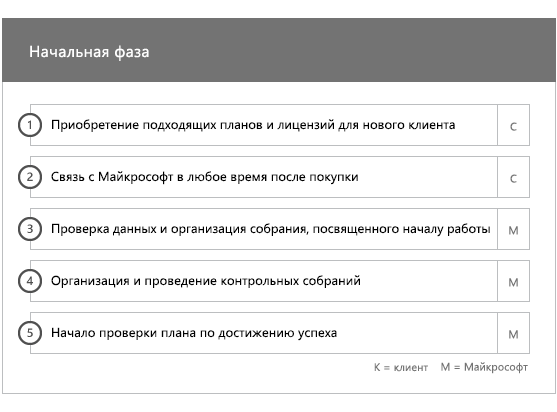 Начальная фаза
1 Приобретение подходящих планов и лицензий для нового клиента С
2 Связь с Майкрософт в любое время после покупки С
3 Проверка данных и организация собрания, посвященного началу работы М
4 Организация и проведение контрольных собраний М
5 Начало проверки плана по достижению успеха М
К = клиент М = Майкрософт